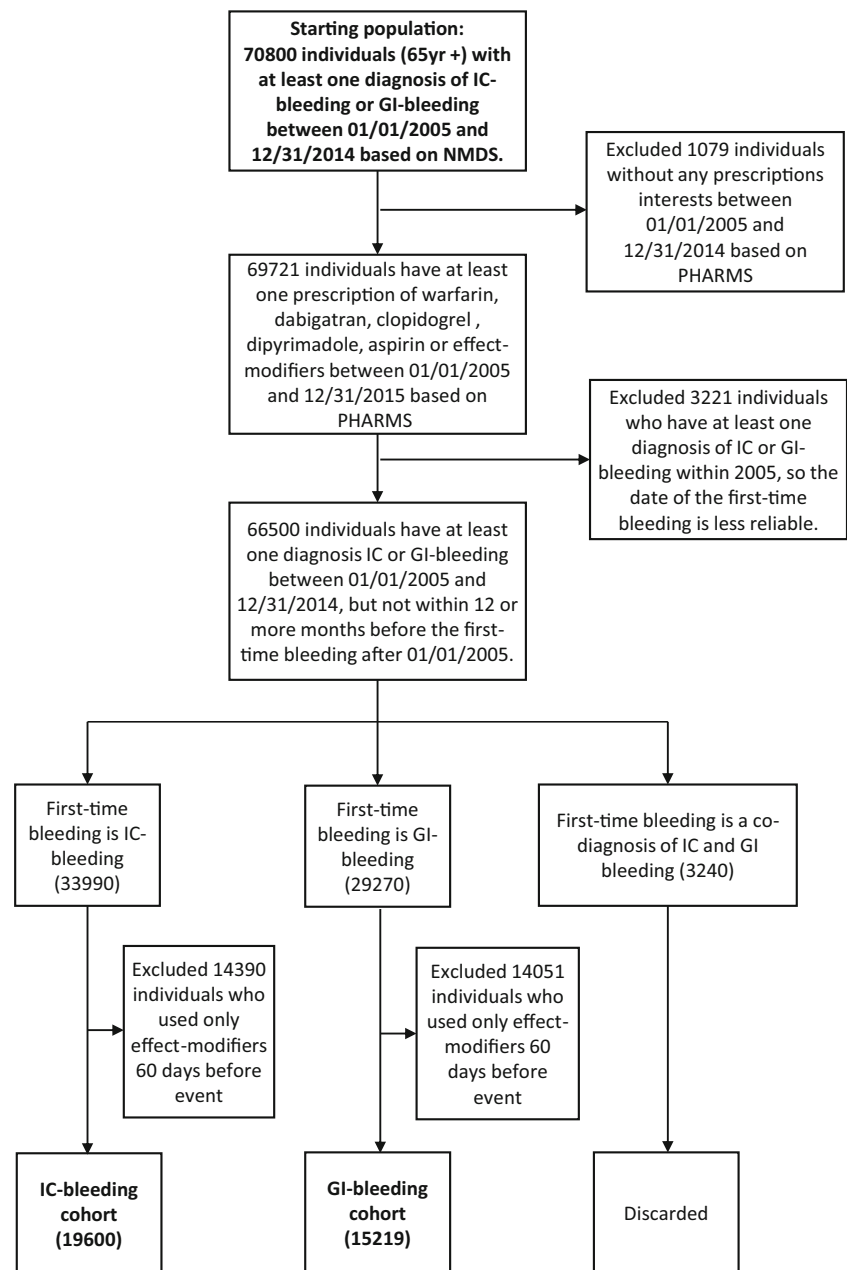 Starting population:
70800 individuals (65yr +) with
at least one diagnosis of IC-
bleeding or GI-bleeding
between 01/01/2005 and
12/31/2014 based on NMDS.
Excluded 1079 individuals
without any prescriptions
interests between
01/01/2005 and
12/31/2014 based on
PHARMS
69721 individuals have at least
one prescription of warfarin,
dabigatran, clopidogrel ,
dipyrimadole, aspirin or effect-
modifiers between 01/01/2005
and 12/31/2015 based on
PHARMS
Excluded 3221 individuals
who have at least one
diagnosis of IC or GI-
bleeding within 2005, so the
date of the first-time
bleeding is less reliable.
66500 individuals have at least
one diagnosis IC or GI-bleeding
between 01/01/2005 and
12/31/2014, but not within 12 or
more months before the first-
time bleeding after 01/01/2005.
First-time
bleeding is IC-
bleeding
(33990)
First-time
bleeding is GI-
bleeding
(29270)
First-time bleeding is a co-
diagnosis of IC and GI
bleeding (3240)
Excluded 14390
individuals who
used only
effect-modifiers
60 days before
event
Excluded 14051
individuals who
used only effect-
modifiers 60
days before
event
IC-bleeding
cohort
(19600)
GI-bleeding
cohort
(15219)
Discarded